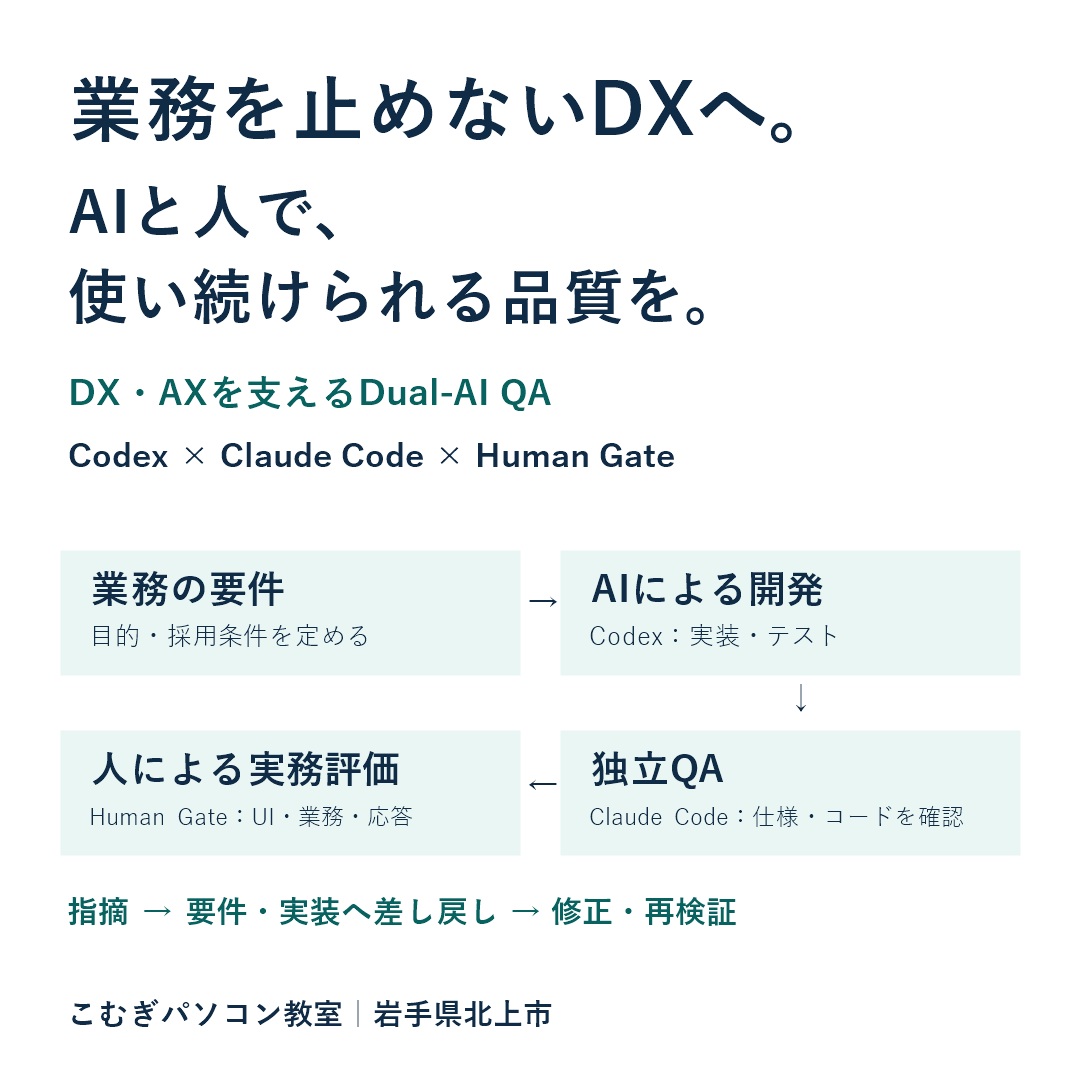 業務を止めないDXへ。
AIと人で、
使い続けられる品質を。
DX・AXを支えるDual-AI QA
Codex × Claude Code × Human Gate
業務の要件
目的・採用条件を定める
→
AIによる開発
Codex：実装・テスト
↓
独立QA
Claude Code：仕様・コードを確認
←
人による実務評価
Human Gate：UI・業務・応答
指摘 → 要件・実装へ差し戻し → 修正・再検証
こむぎパソコン教室｜岩手県北上市